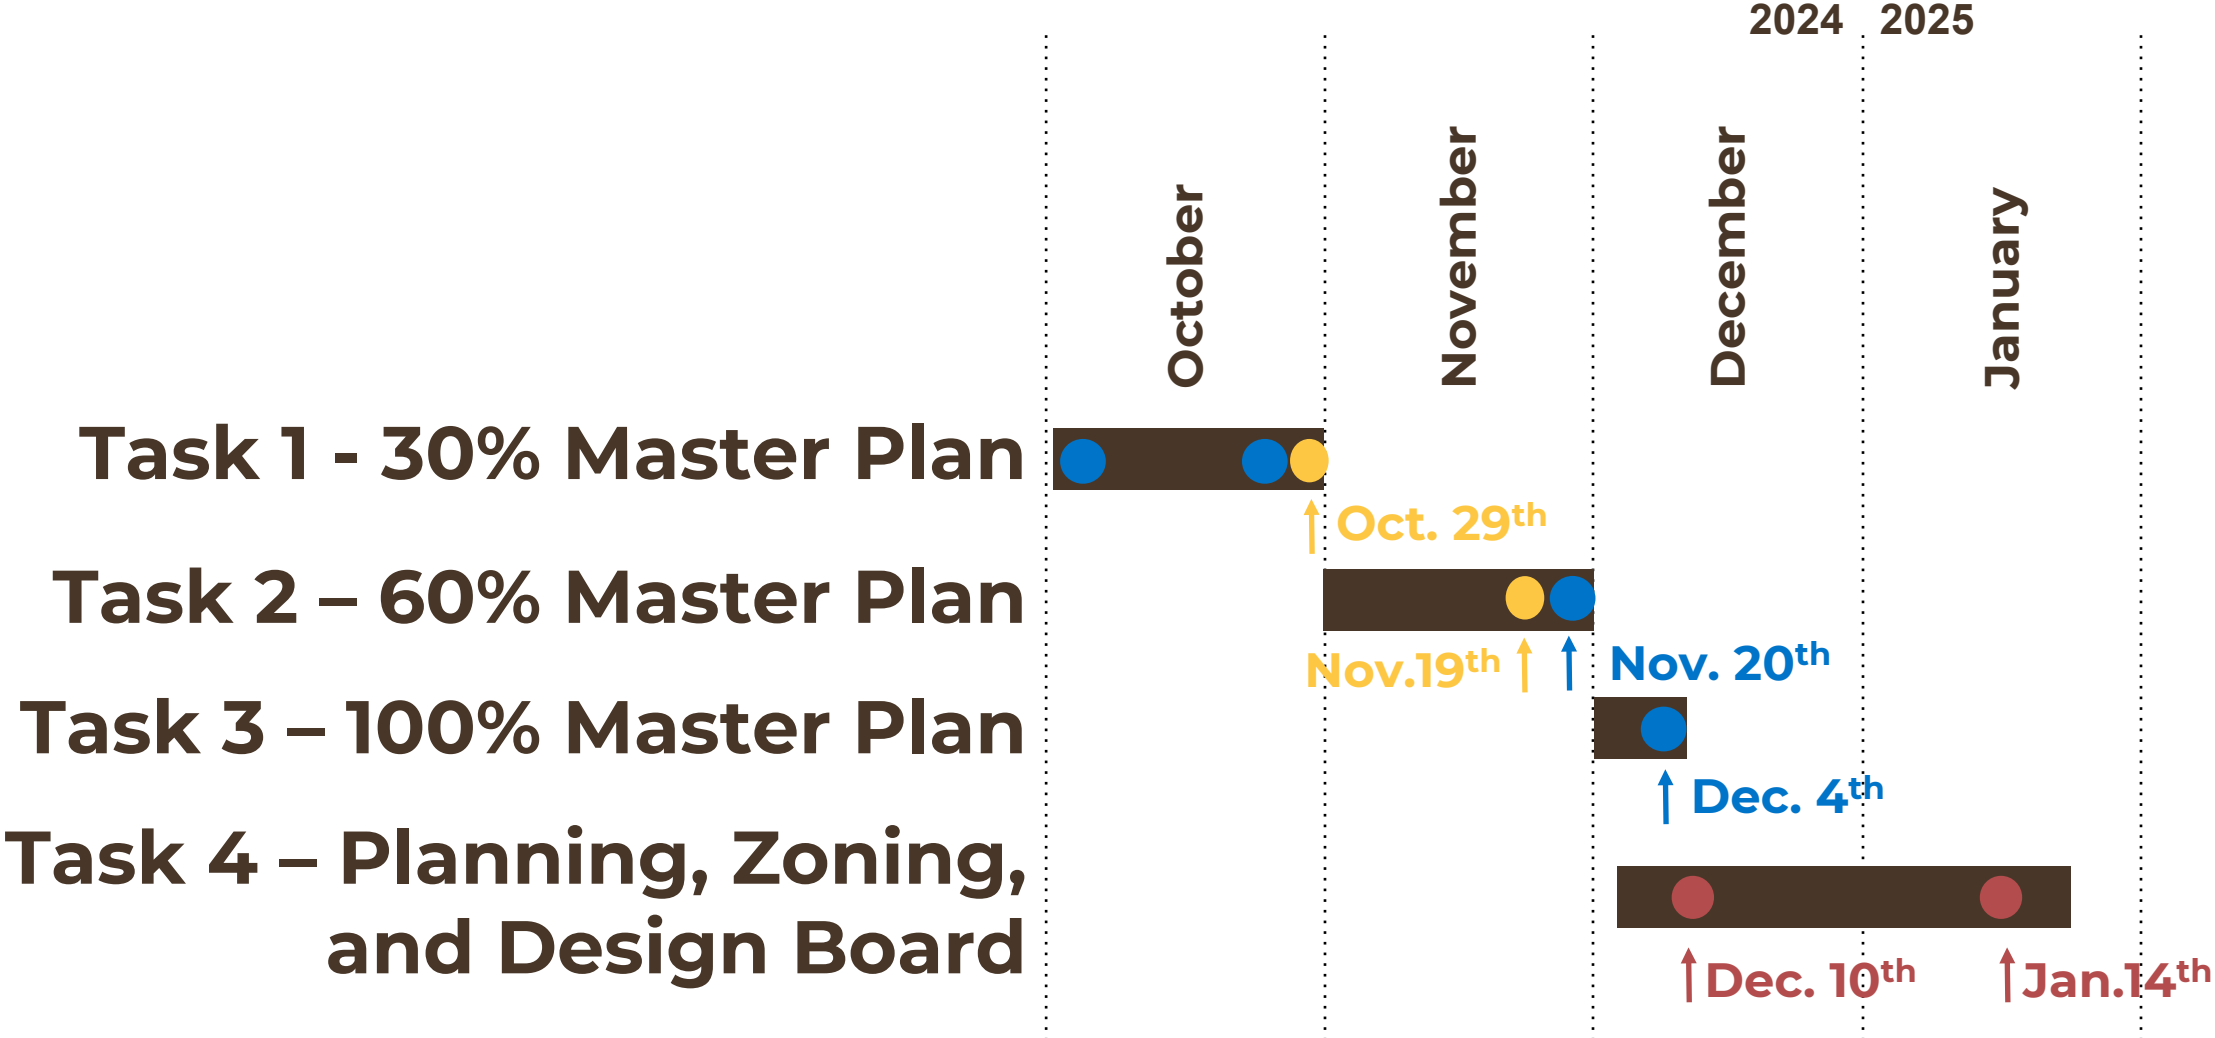 2024 2025
October
November
December
January
Task 1 - 30% Master Plan
Oct. 29th
Task 2 – 60% Master Plan
Nov.19th
Nov. 20th
Task 3 – 100% Master Plan
Dec. 4th
Task 4 – Planning, Zoning,
and Design Board
Dec. 10th
Jan.14th